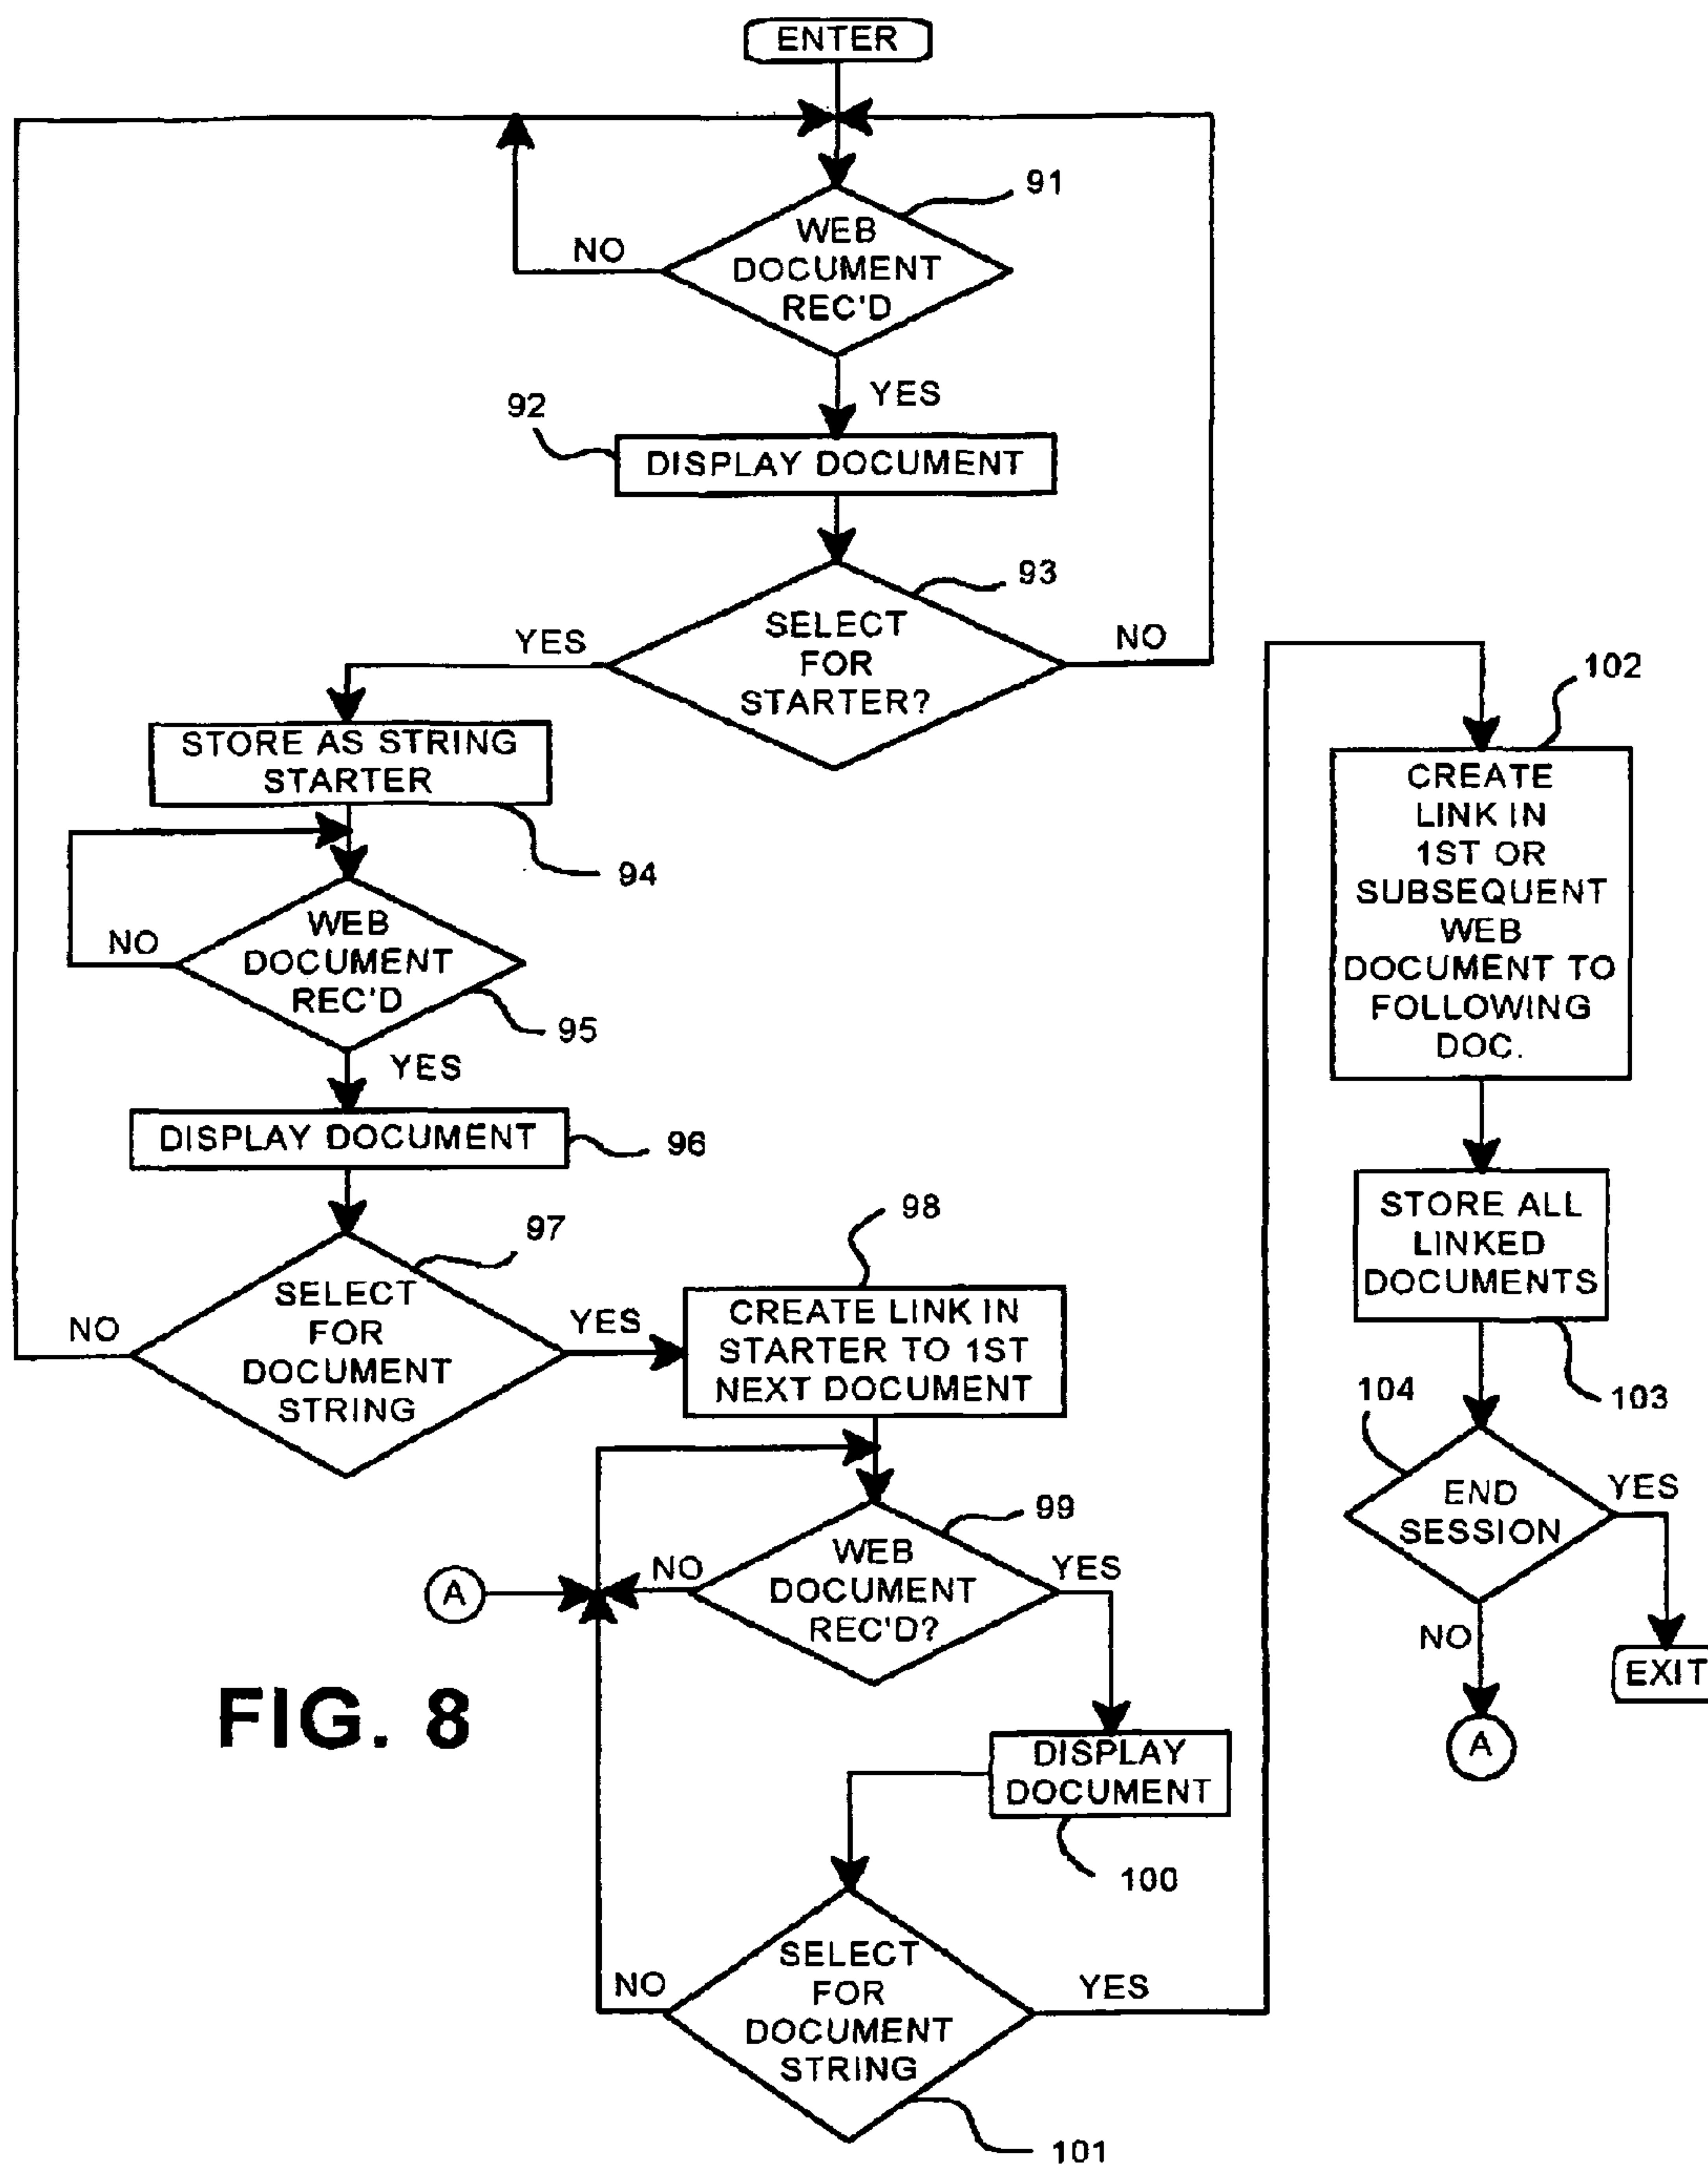 ENTER
91
WEB
DOCUMENT
REC'D
NO
YES
92
DISPLAY DOCUMENT
93
SELECT
FOR
STARTER?
YES
NO
STORE AS STRING
STARTER
94
WEB
DOCUMENT
REC'D
NO
95
YES
DISPLAY DOCUMENT
96
97
SELECT
FOR
DOCUMENT
STRING
NO
YES
98
CREATE LINK IN
STARTER TO 1ST
NEXT DOCUMENT
99
WEB
DOCUMENT
REC'D?
NO
YES
A
FIG. 8
DISPLAY
DOCUMENT
100
SELECT
FOR
DOCUMENT
STRING
NO
YES
101
102
CREATE
LINK IN
1ST OR
SUBSEQUENT
WEB
DOCUMENT TO
FOLLOWING
DOC.
STORE ALL
LINKED
DOCUMENTS
103
104
END
SESSION
YES
NO
EXIT
A